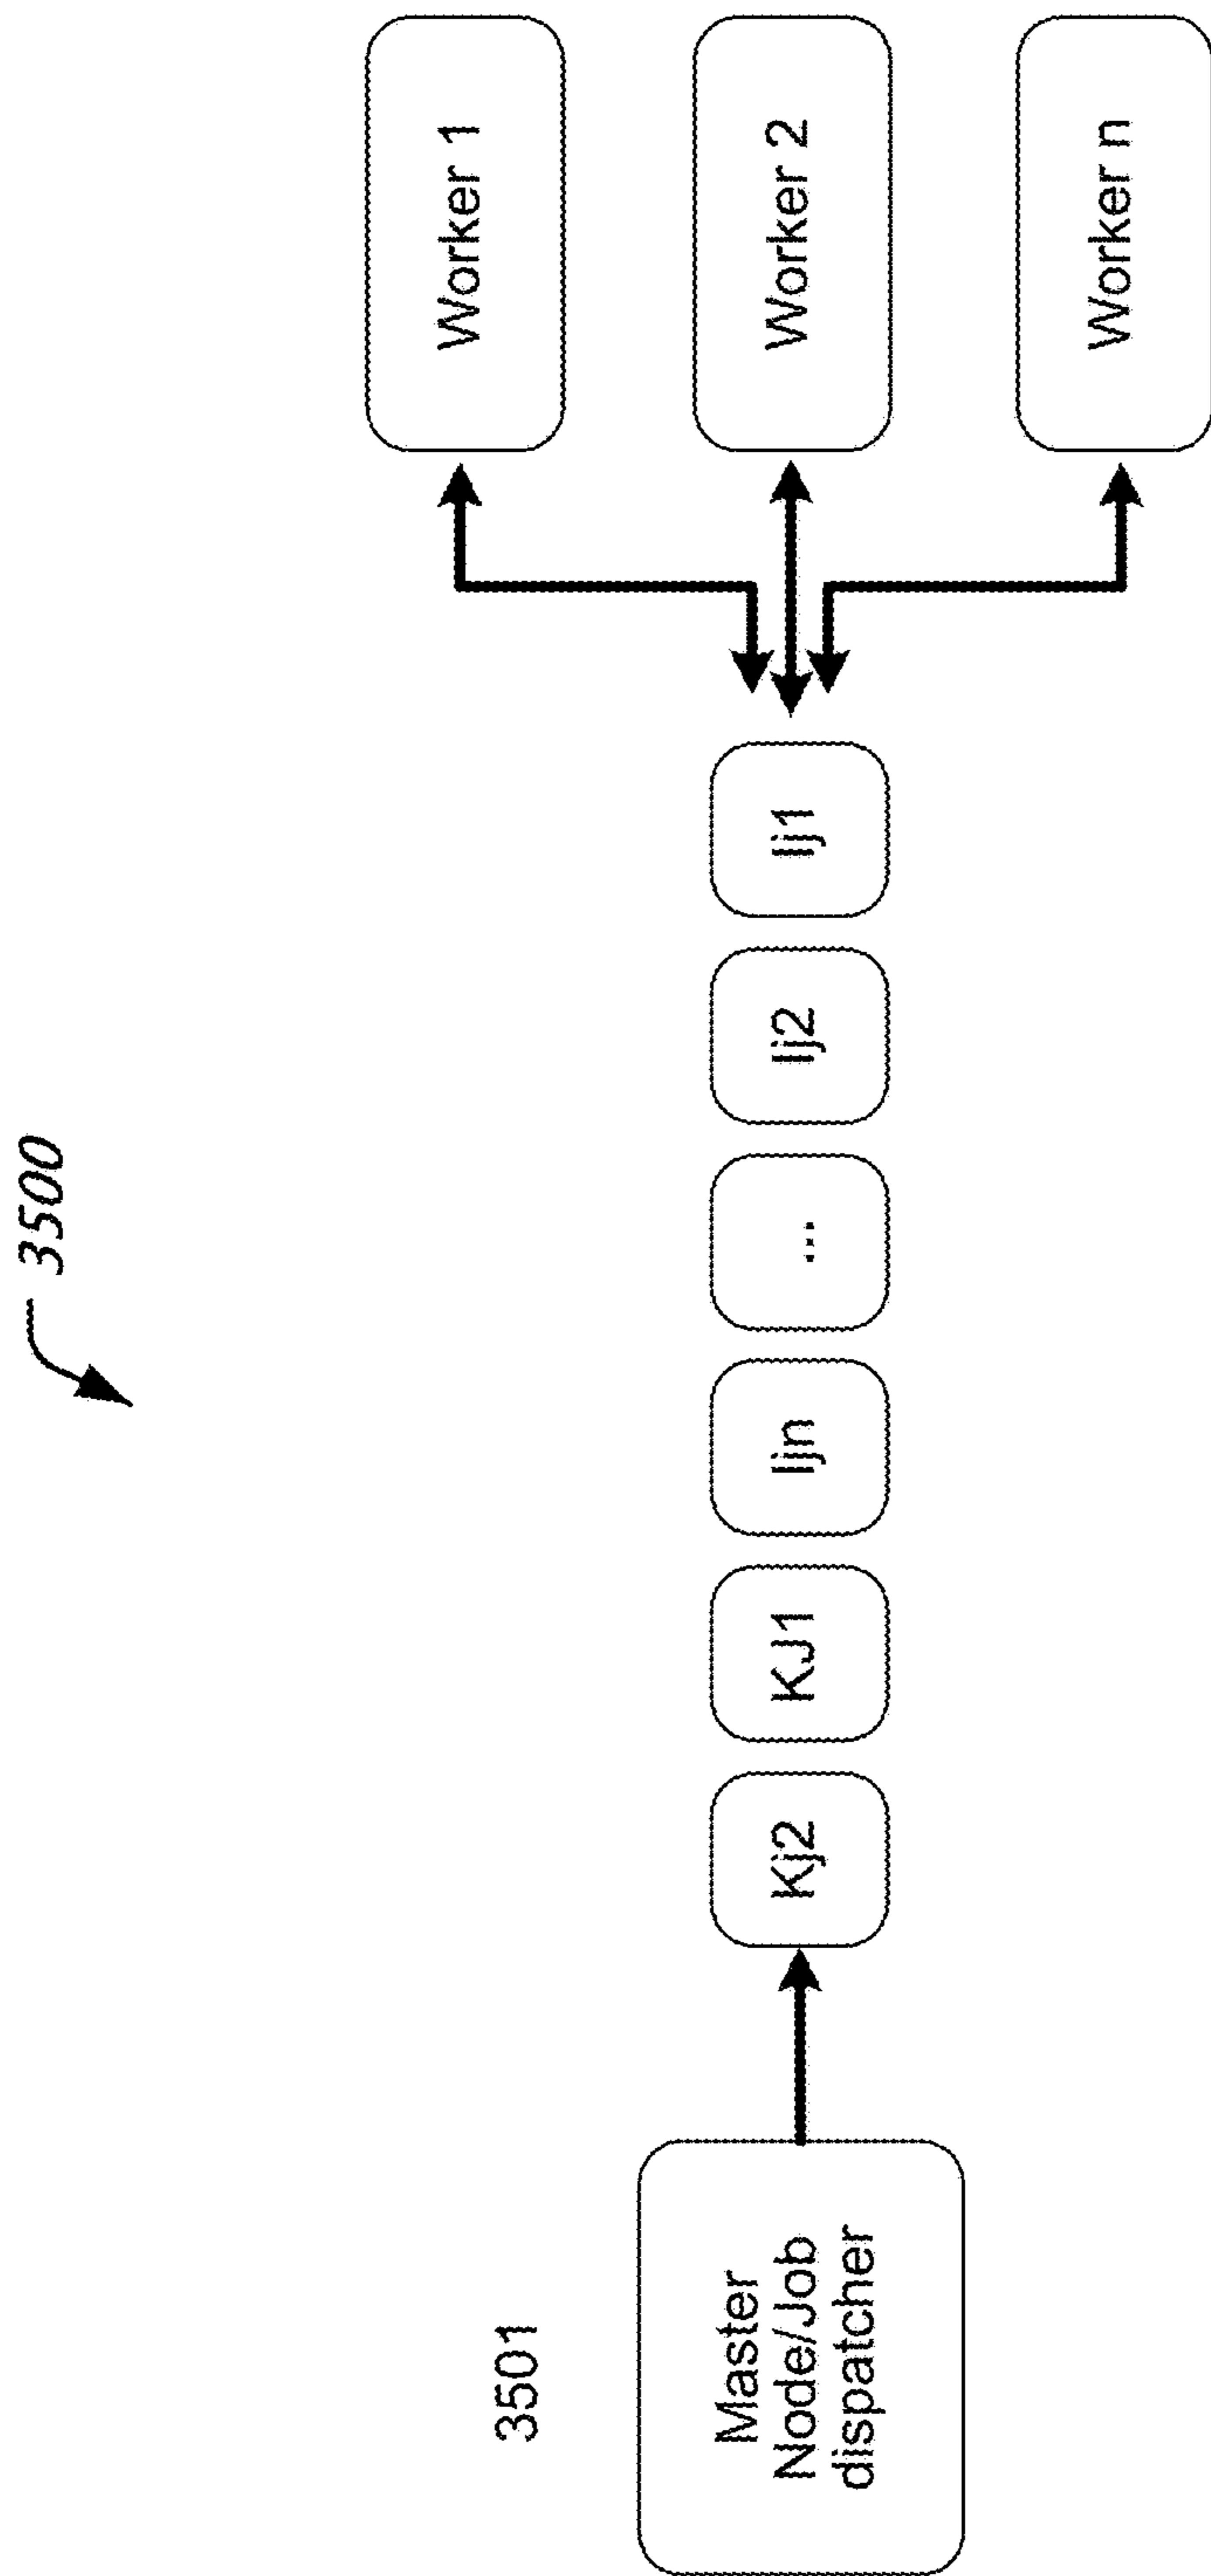 3500
Worker 1
3501
Master
Node/Job
dispatcher
Kj2
KJ1
Ijn
...
Ij2
Ij1
Worker 2
Worker n